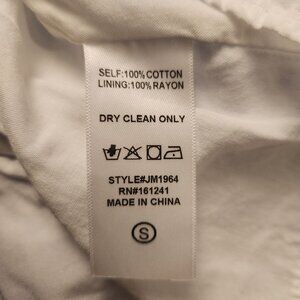 SELF:100% COTTON
LINING:100% RAYON
DRY CLEAN ONLY
STYLE#JM1964
RN#161241
MADE IN CHINA
S